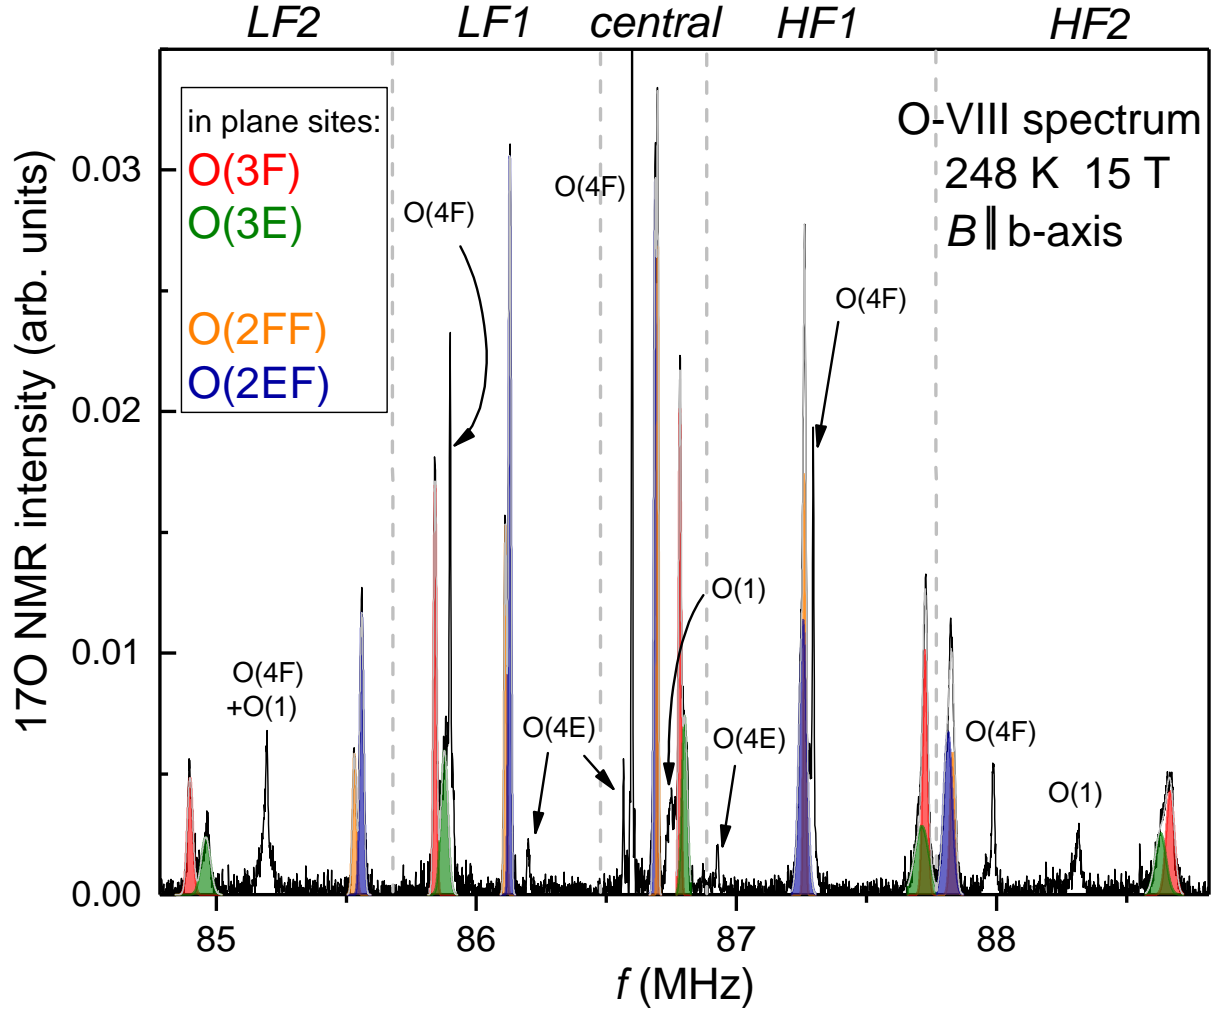 LF2 LF1 central HF1 HF2
in plane sites:
O(3F)
O(3E)
O(2FF)
O(2EF)
O-VIII spectrum
248 K 15 T
B ∥ b-axis
O(4F)
O(4F)
O(4F)
O(1)
O(4F)
+O(1)
O(4E)
O(4E)
O(4F)
O(1)
17O NMR intensity (arb. units)
0.03
0.02
0.01
0.00
85 86 87 88
f (MHz)